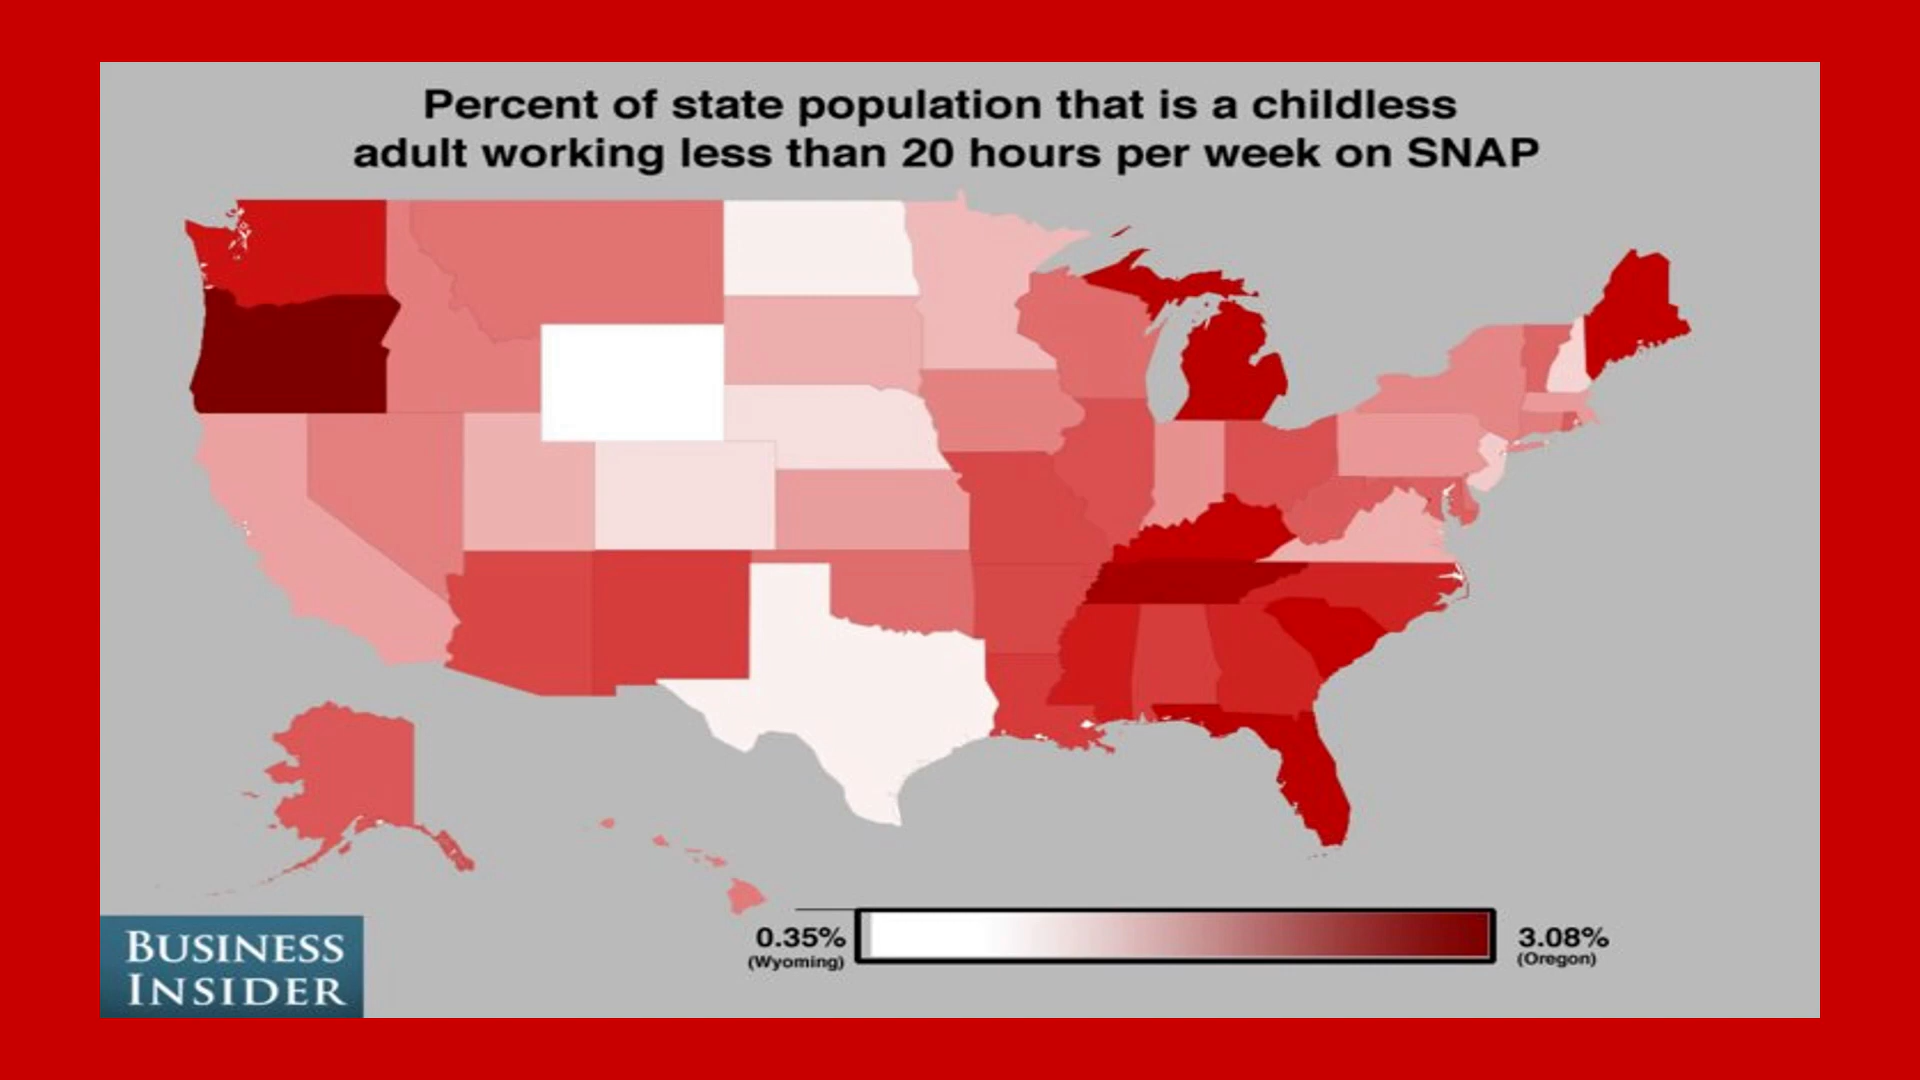 Percent of state population that is a childless
adult working less than 20 hours per week on SNAP
0.35%
(Wyoming)
3.08%
(Oregon)
BUSINESS
INSIDER